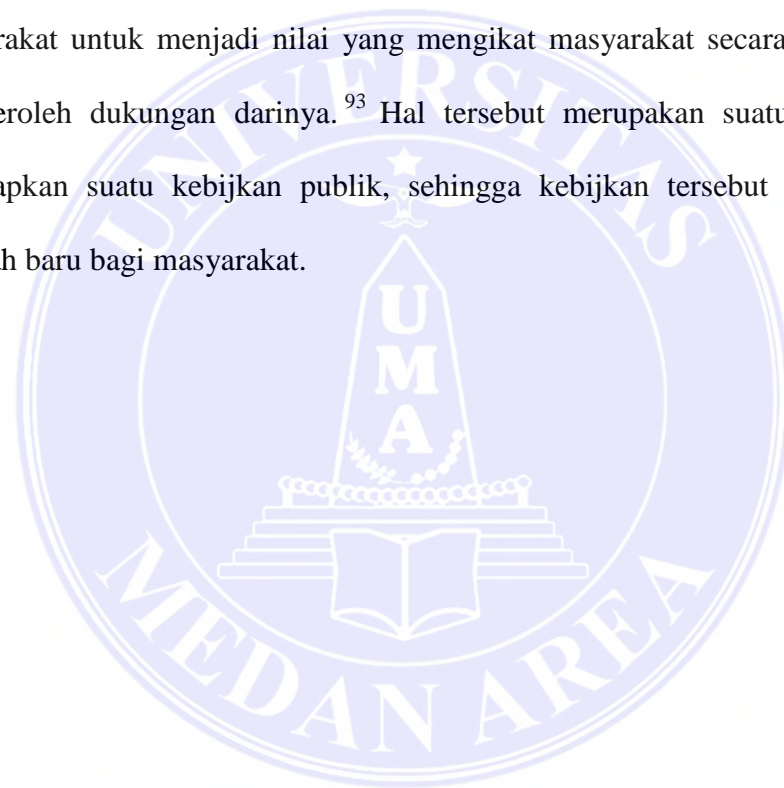 rakat untuk menjadi nilai yang mengikat masyarakat secara
eroleh dukungan darinya. 93 Hal tersebut merupakan suatu
apkan suatu kebijkan publik, sehingga kebijkan tersebut
ah baru bagi masyarakat.
UNIVERSITAS
U
M
A
MEDAN AREA